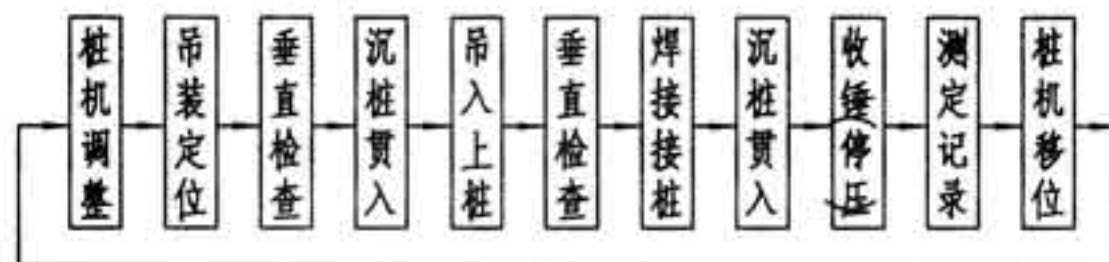 桩机调整
吊装定位
垂直检查
沉桩贯入
吊入上桩
垂直检查
焊接接桩
沉桩贯入
收锤(停压)
测定记录
桩机移位